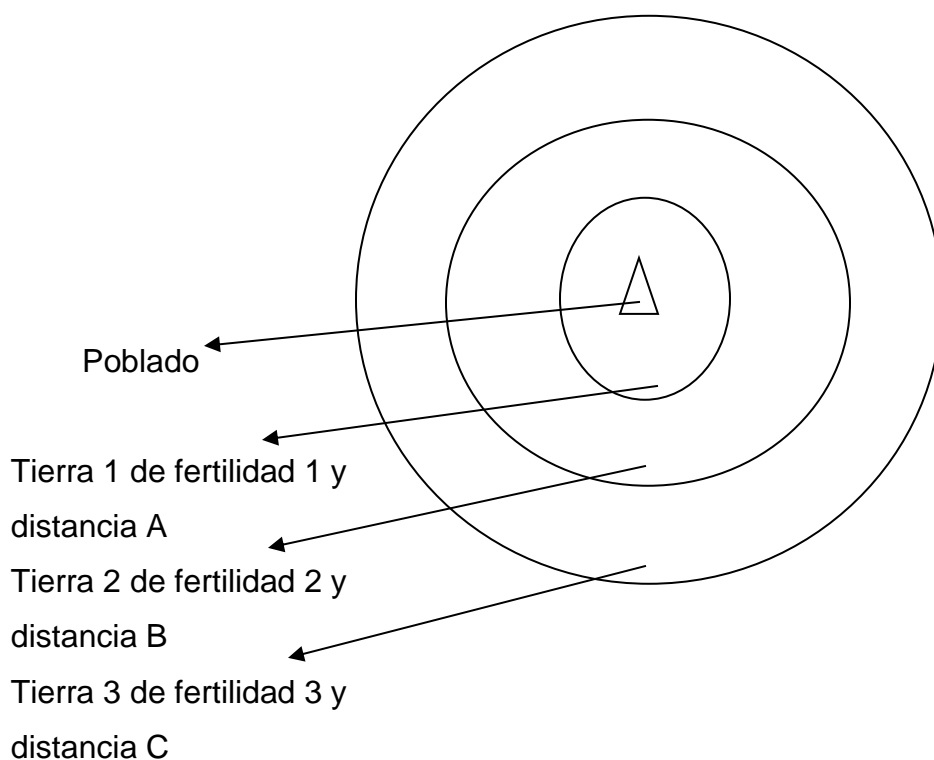 Poblado
Tierra 1 de fertilidad 1 y
distancia A
Tierra 2 de fertilidad 2 y
distancia B
Tierra 3 de fertilidad 3 y
distancia C